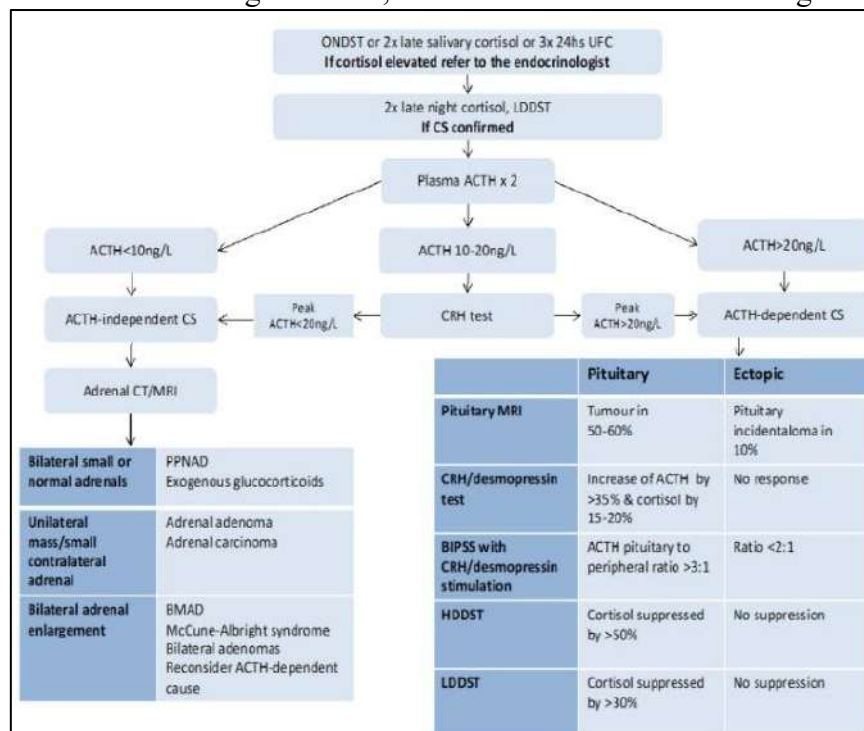 ONDST or 2x late salivary cortisol or 3x 24hs UFC
If cortisol elevated refer to the endocrinologist
2x late night cortisol, LDDST
If CS confirmed
Plasma ACTH x 2
ACTH<10ng/L
ACTH 10-20ng/L
ACTH>20ng/L
ACTH-independent CS
Peak
ACTH<20ng/L
CRH test
Peak
ACTH>20ng/L
ACTH-dependent CS
Adrenal CT/MRI
Bilateral small or
normal adrenals
PPNAD
Exogenous glucocorticoids
Unilateral
mass/small
contralateral
adrenal
Adrenal adenoma
Adrenal carcinoma
Bilateral adrenal
enlargement
BMAD
McCune-Albright syndrome
Bilateral adenomas
Reconsider ACTH-dependent
cause
Pituitary
Ectopic
Pituitary MRI
Tumour in
50-60%
Pituitary
incidentaloma in
10%
CRH/desmopressin
test
Increase of ACTH by
>35% & cortisol by
15-20%
No response
BIPSS with
CRH/desmopressin
stimulation
ACTH pituitary to
peripheral ratio >3:1
Ratio <2:1
HDDST
Cortisol suppressed
by >50%
No suppression
LDDST
Cortisol suppressed
by >30%
No suppression